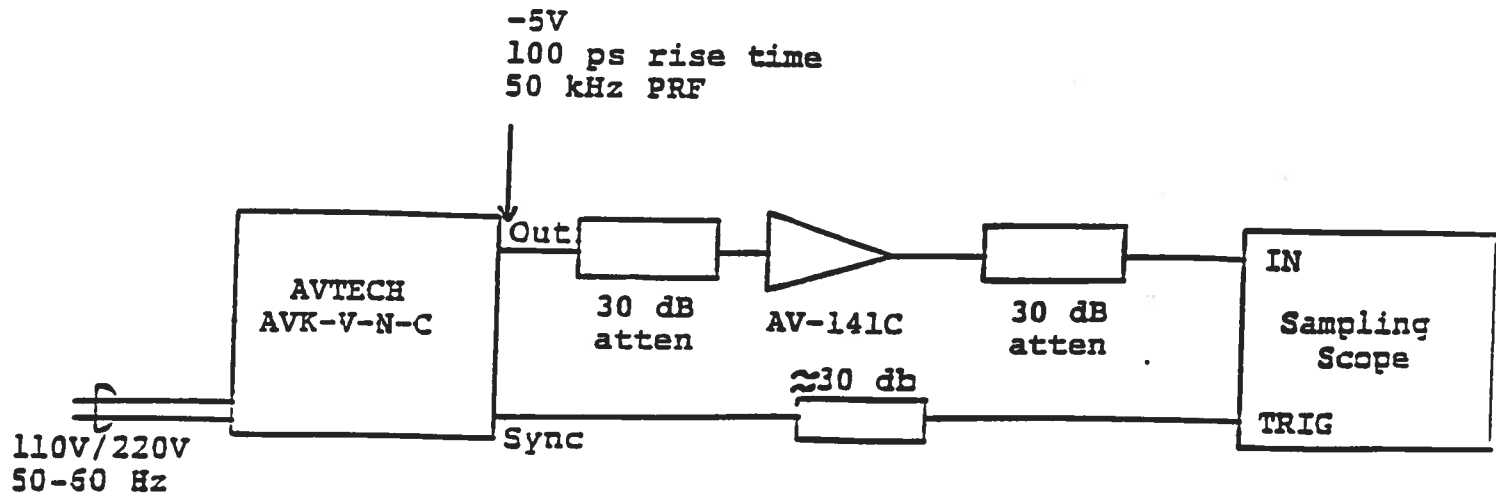 -5V
100 ps rise time
50 kHz PRF
Out
AVTECH
AVK-V-N-C
30 dB
atten
AV-141C
30 dB
atten
IN
Sampling
Scope
≈30 db
Sync
TRIG
110V/220V
50-60 Hz